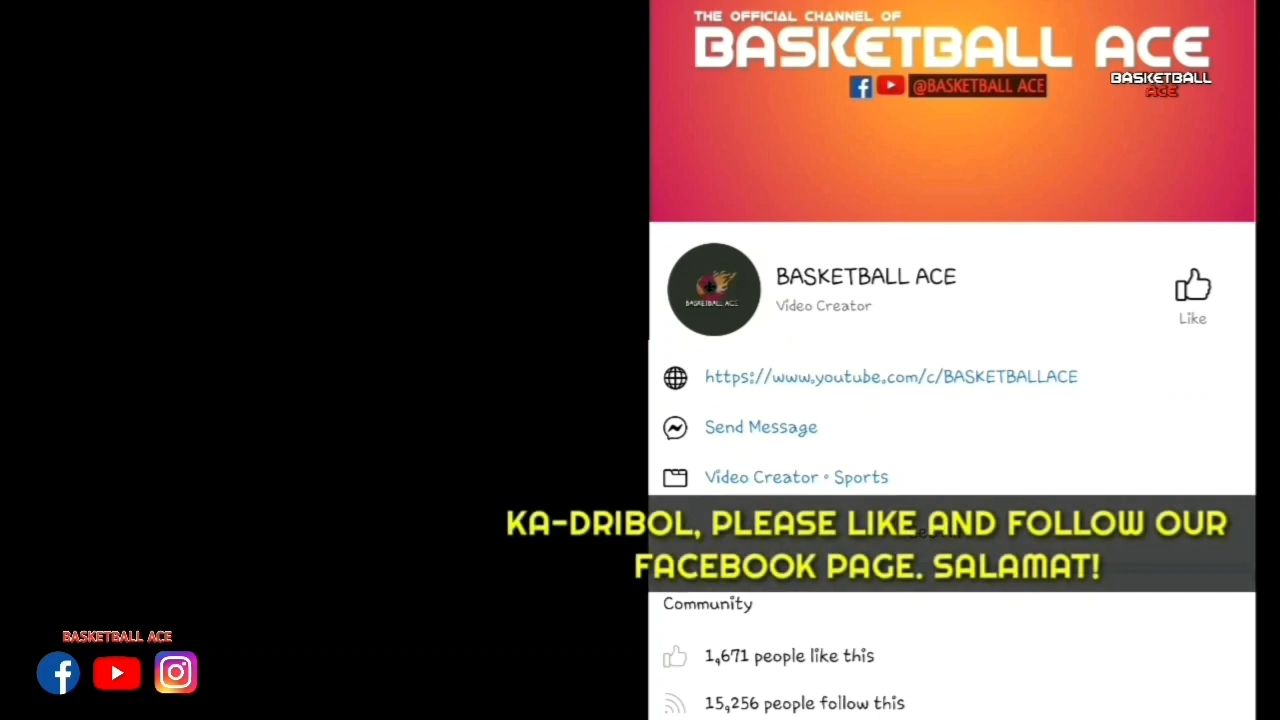 THE OFFICIAL CHANNEL OF
BASKETBALL ACE
@BASKETBALL ACE
BASKETBALL
ACE
BASKETBALL ACE
BASKETBALL ACE
Video Creator
Like
https://www.youtube.com/c/BASKETBALLACE
Send Message
Video Creator • Sports
KA-DRIBOL, PLEASE LIKE AND FOLLOW OUR
FACEBOOK PAGE. SALAMAT!
Community
1,671 people like this
15,256 people follow this
BASKETBALL ACE